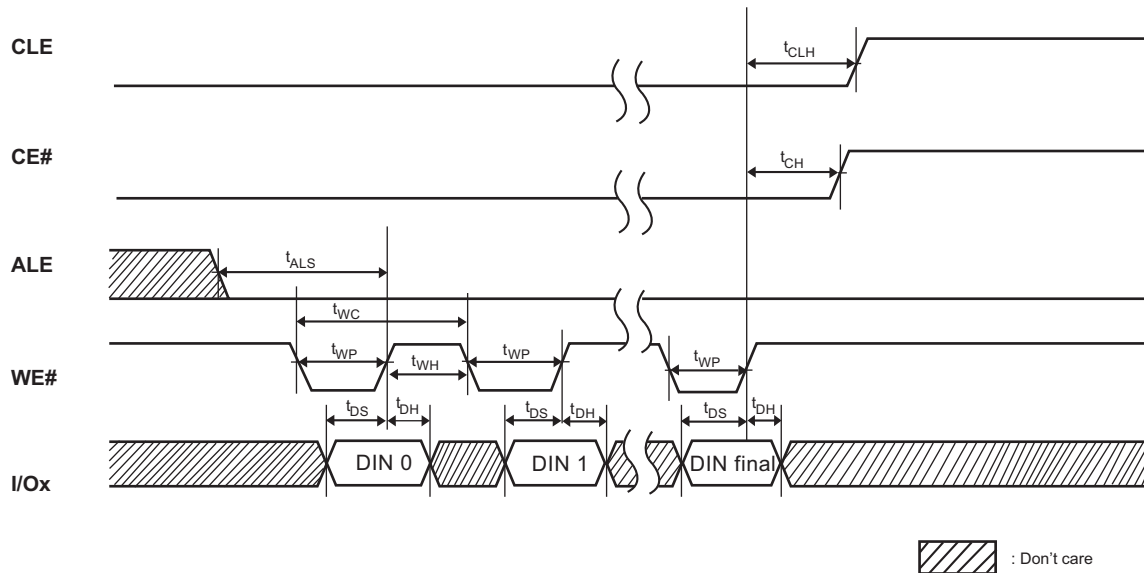 CLE
tCLH
CE#
tCH
ALE
tALS
tWC
WE#
tWP
tWH
tWP
tWP
tDS
tDH
tDS
tDH
tDS
tDH
I/Ox
DIN 0
DIN 1
DIN final
: Don't care